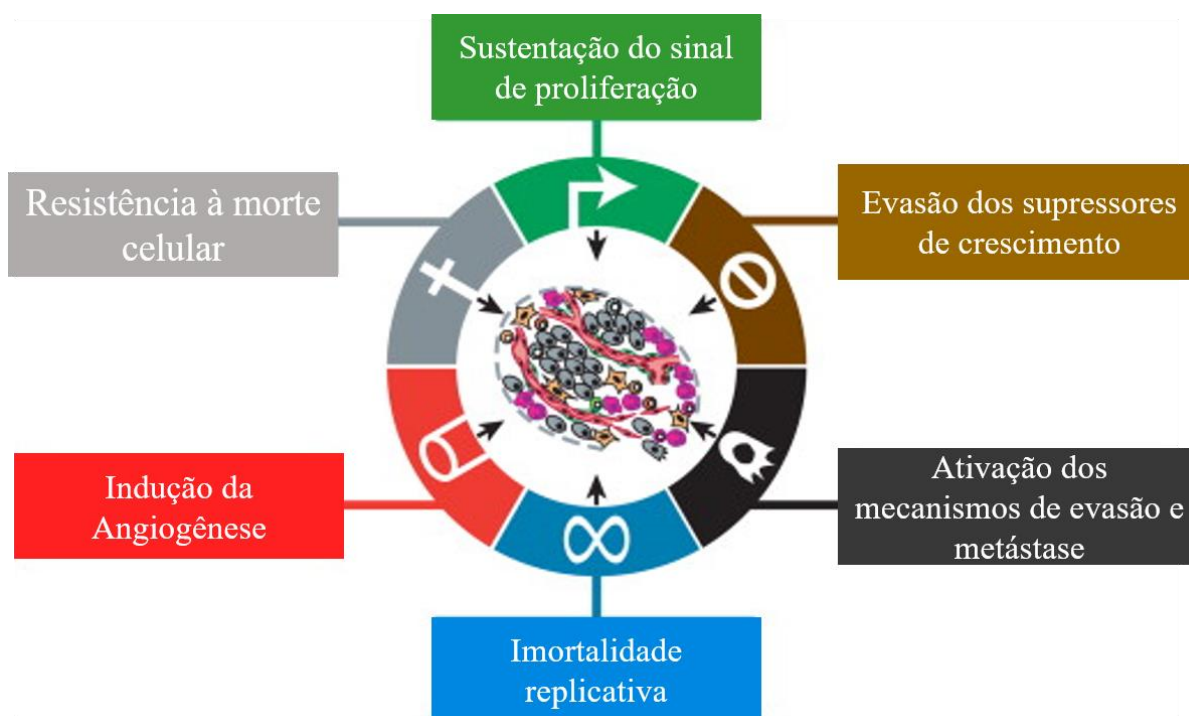 Sustentação do sinal
de proliferação
Resistência à morte
celular
Evasão dos supressores
de crescimento
Indução da
Angiogênese
Ativação dos
mecanismos de evasão e
metástase
Imortalidade
replicativa